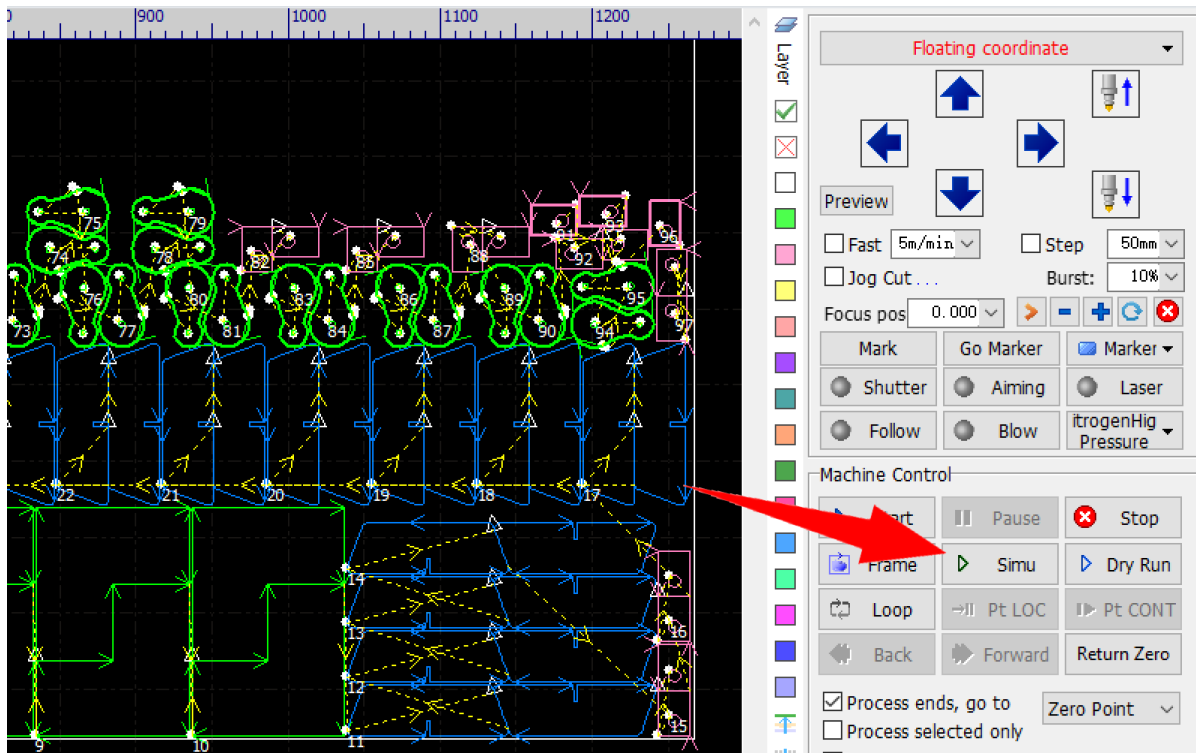 900
1000
1100
1200
Layer
Floating coordinate
Preview
Fast 5m/min Step 50mm
Jog Cut... Burst: 10%
Focus pos 0.000
Mark Go Marker Marker
Shutter Aiming Laser
Follow Blow itrogenHig
Pressure
Machine Control
Pause Stop
Frame Simu Dry Run
Loop Pt LOC Pt CONT
Back Forward Return Zero
Process ends, go to Zero Point
Process selected only
75 79
93
91 96
74 78 82 85 88 92
76 80 83 86 89 95
73 77 81 84 87 90 94 97
22 21 20 19 18 17
14
13 16
12
15
9 10 11